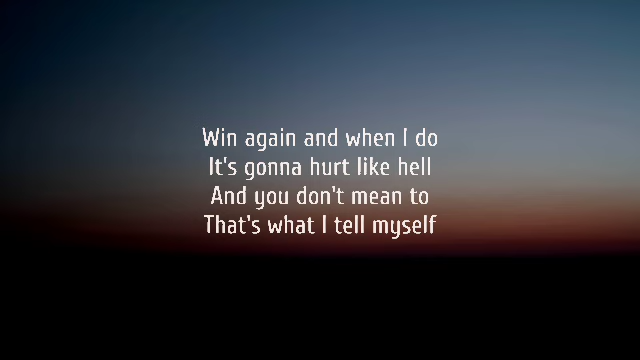 Win again and when I do
It's gonna hurt like hell
And you don't mean to
That's what I tell myself